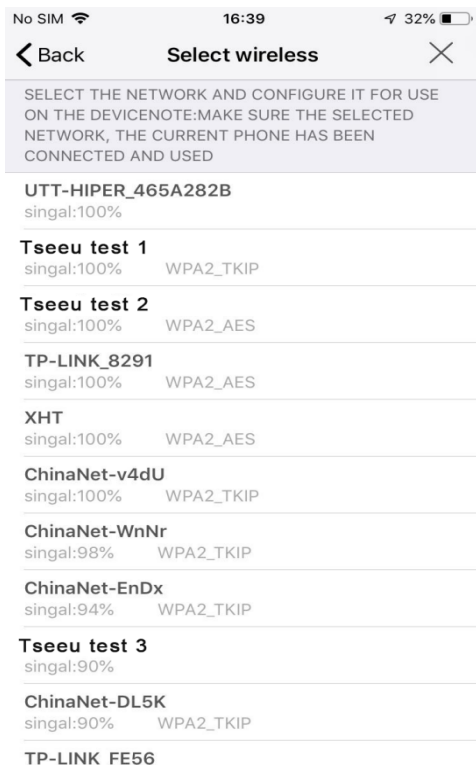 No SIM 16:39 32%
Back Select wireless
SELECT THE NETWORK AND CONFIGURE IT FOR USE
ON THE DEVICENOTE:MAKE SURE THE SELECTED
NETWORK, THE CURRENT PHONE HAS BEEN
CONNECTED AND USED
UTT-HIPER_465A282B
singal:100%
Tseeu test 1
singal:100% WPA2_TKIP
Tseeu test 2
singal:100% WPA2_AES
TP-LINK_8291
singal:100% WPA2_AES
XHT
singal:100% WPA2_AES
ChinaNet-v4dU
singal:100% WPA2_TKIP
ChinaNet-WnNr
singal:98% WPA2_TKIP
ChinaNet-EnDx
singal:94% WPA2_TKIP
Tseeu test 3
singal:90%
ChinaNet-DL5K
singal:90% WPA2_TKIP
TP-LINK_FE56